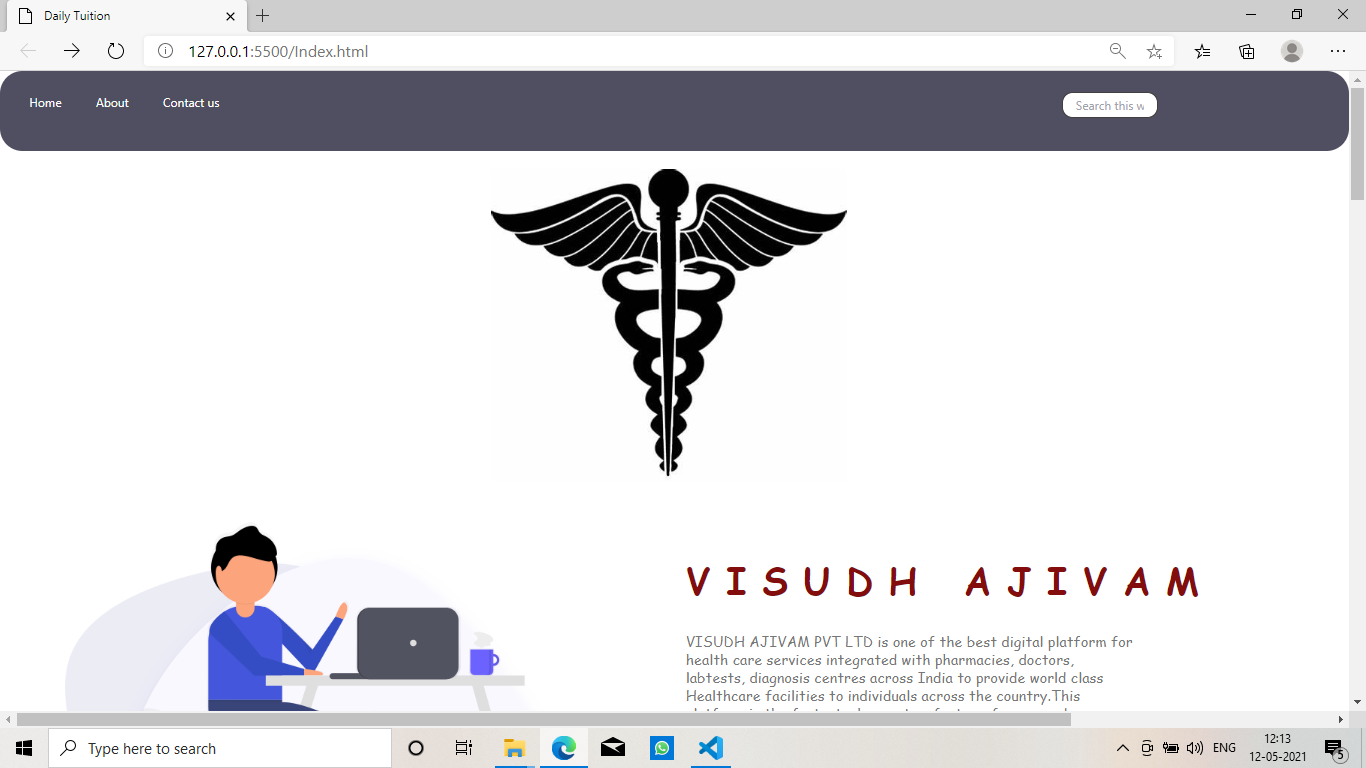 Daily Tuition
127.0.0.1:5500/Index.html
Home About Contact us Search this w
VISUDH AJIVAM
VISUDH AJIVAM PVT LTD is one of the best digital platform for
health care services integrated with pharmacies, doctors,
labtests, diagnosis centres across India to provide world class
Healthcare facilities to individuals across the country.This
Type here to search
ENG
12:13
12-05-2021
5